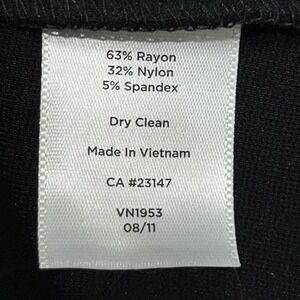 63% Rayon
32% Nylon
5% Spandex
Dry Clean
Made In Vietnam
CA #23147
VN1953
08/11